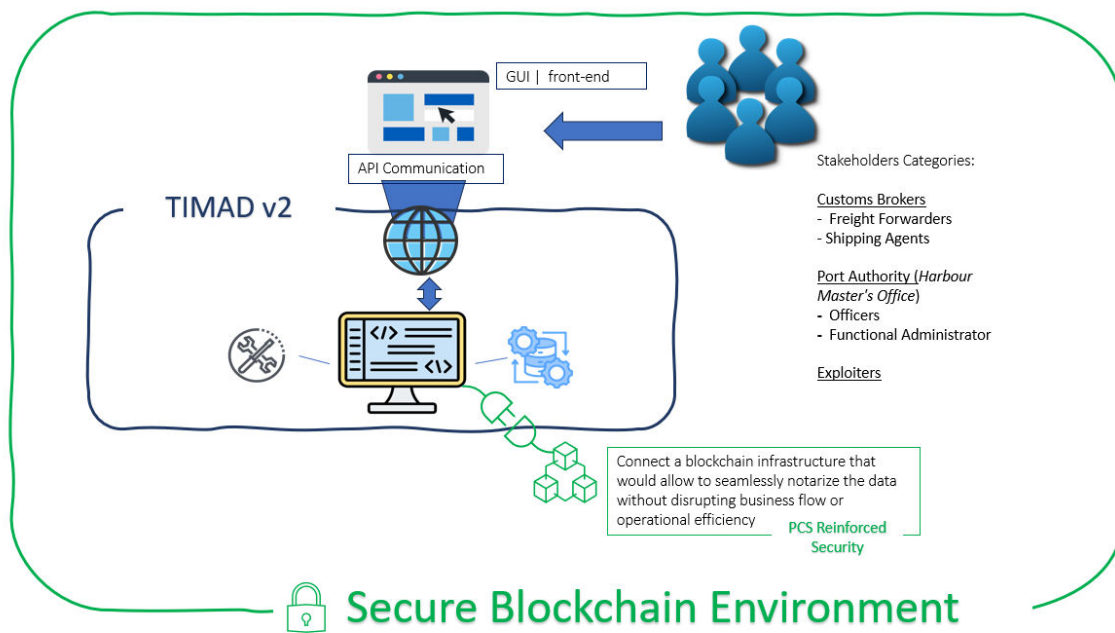 GUI | front-end
API Communication
Stakeholders Categories:
Customs Brokers
- Freight Forwarders
- Shipping Agents
Port Authority (Harbour
Master's Office)
- Officers
- Functional Administrator
Exploiters
TIMAD v2
</>
</>
Connect a blockchain infrastructure that
would allow to seamlessly notarize the data
without disrupting business flow or
operational efficiency
PCS Reinforced
Security
Secure Blockchain Environment